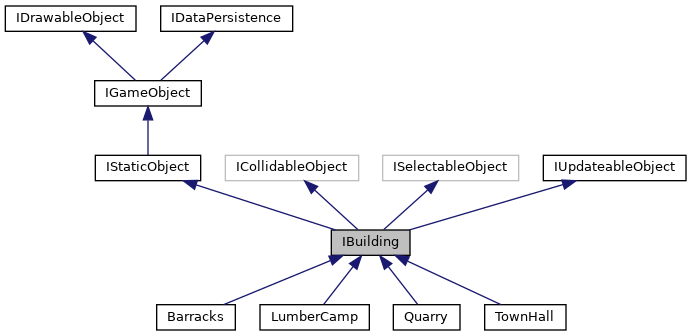 IDrawableObject
IDataPersistence
IGameObject
IStaticObject
ICollidableObject
ISelectableObject
IUpdateableObject
IBuilding
Barracks
LumberCamp
Quarry
TownHall